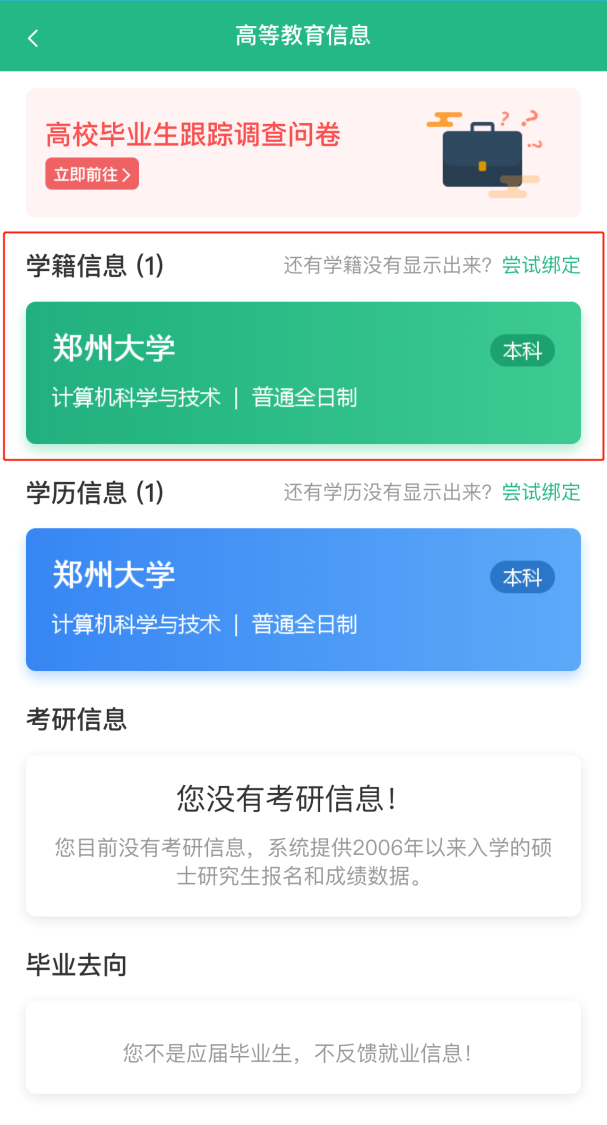 高等教育信息
高校毕业生跟踪调查问卷
立即前往
学籍信息 (1) 还有学籍没有显示出来? 尝试绑定
郑州大学 本科
计算机科学与技术 | 普通全日制
学历信息 (1) 还有学历没有显示出来? 尝试绑定
郑州大学 本科
计算机科学与技术 | 普通全日制
考研信息
您没有考研信息!
您目前没有考研信息，系统提供2006年以来入学的硕
士研究生报名和成绩数据。
毕业去向
您不是应届毕业生，不反馈就业信息!